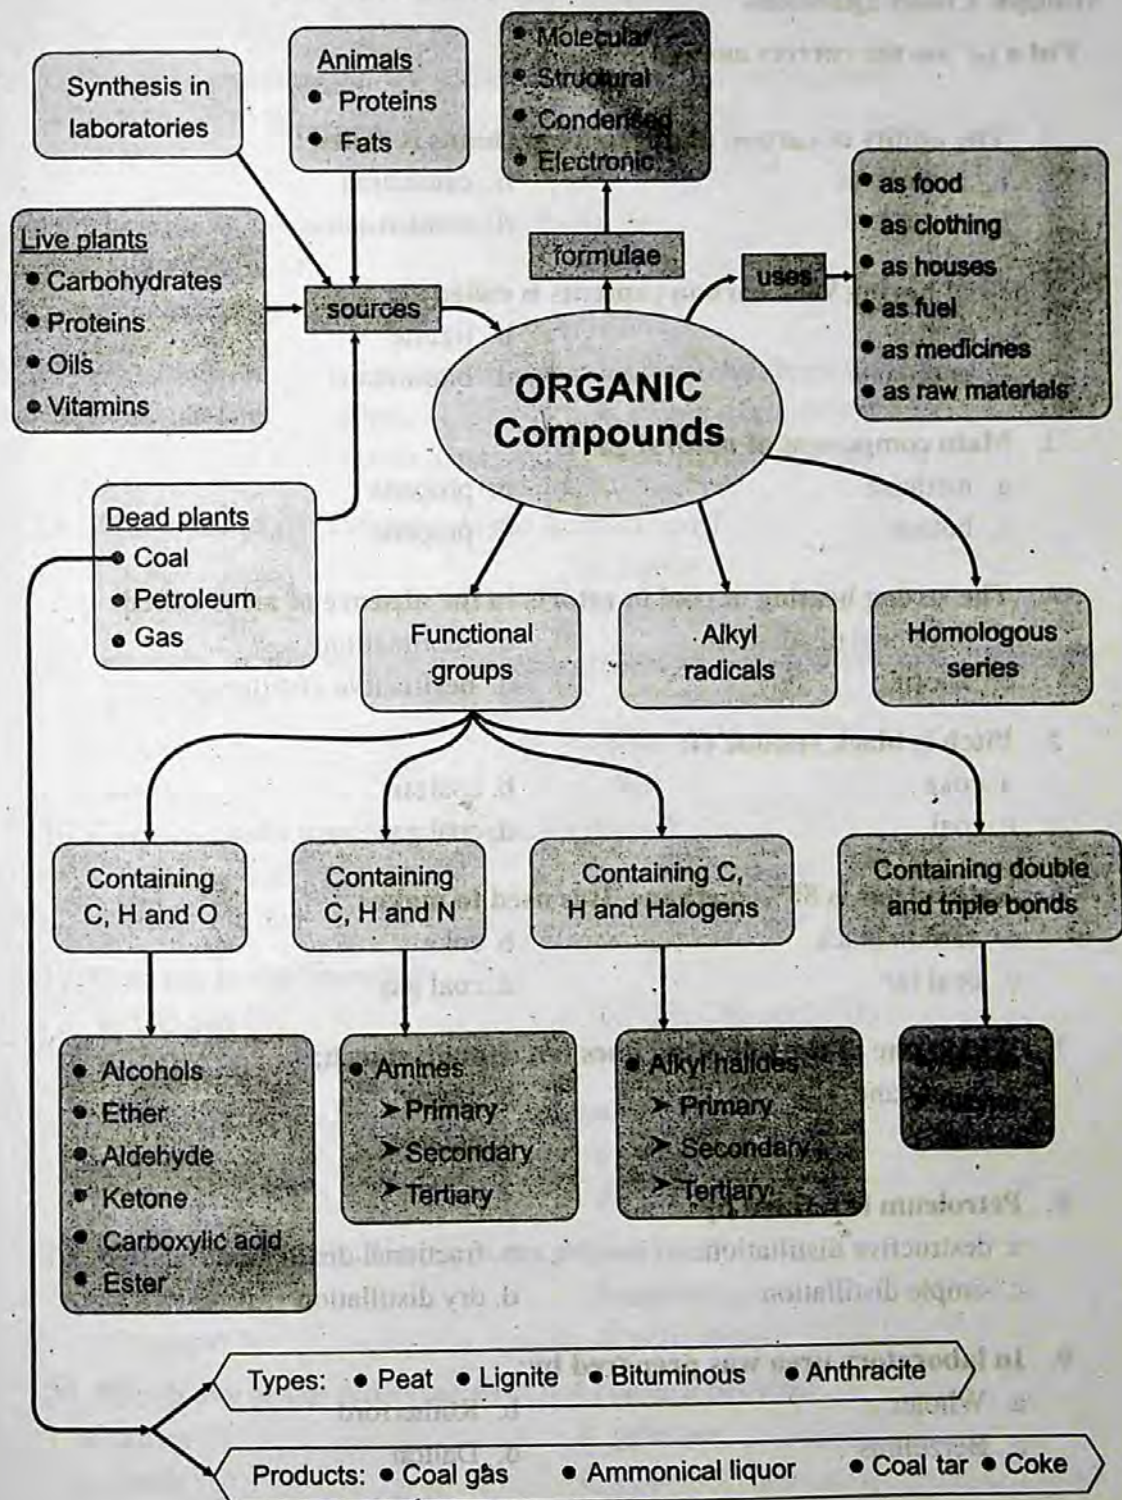 Synthesis in
laboratories
Animals
• Proteins
• Fats
• Molecular
• Structural
• Condensed
• Electronic
formulae
uses
• as food
• as clothing
• as houses
• as fuel
• as medicines
• as raw materials
Live plants
• Carbohydrates
• Proteins
• Oils
• Vitamins
sources
ORGANIC
Compounds
Dead plants
• Coal
• Petroleum
• Gas
Functional
groups
Alkyl
radicals
Homologous
series
Containing
C, H and O
Containing
C, H and N
Containing C,
H and Halogens
Containing double
and triple bonds
• Alcohols
• Ether
• Aldehyde
• Ketone
• Carboxylic acid
• Ester
• Amines
➤ Primary
➤ Secondary
➤ Tertiary
• Alkyl halides
➤ Primary
➤ Secondary
➤ Tertiary
Types: • Peat • Lignite • Bituminous • Anthracite
Products: • Coal gas • Ammonical liquor • Coal tar • Coke